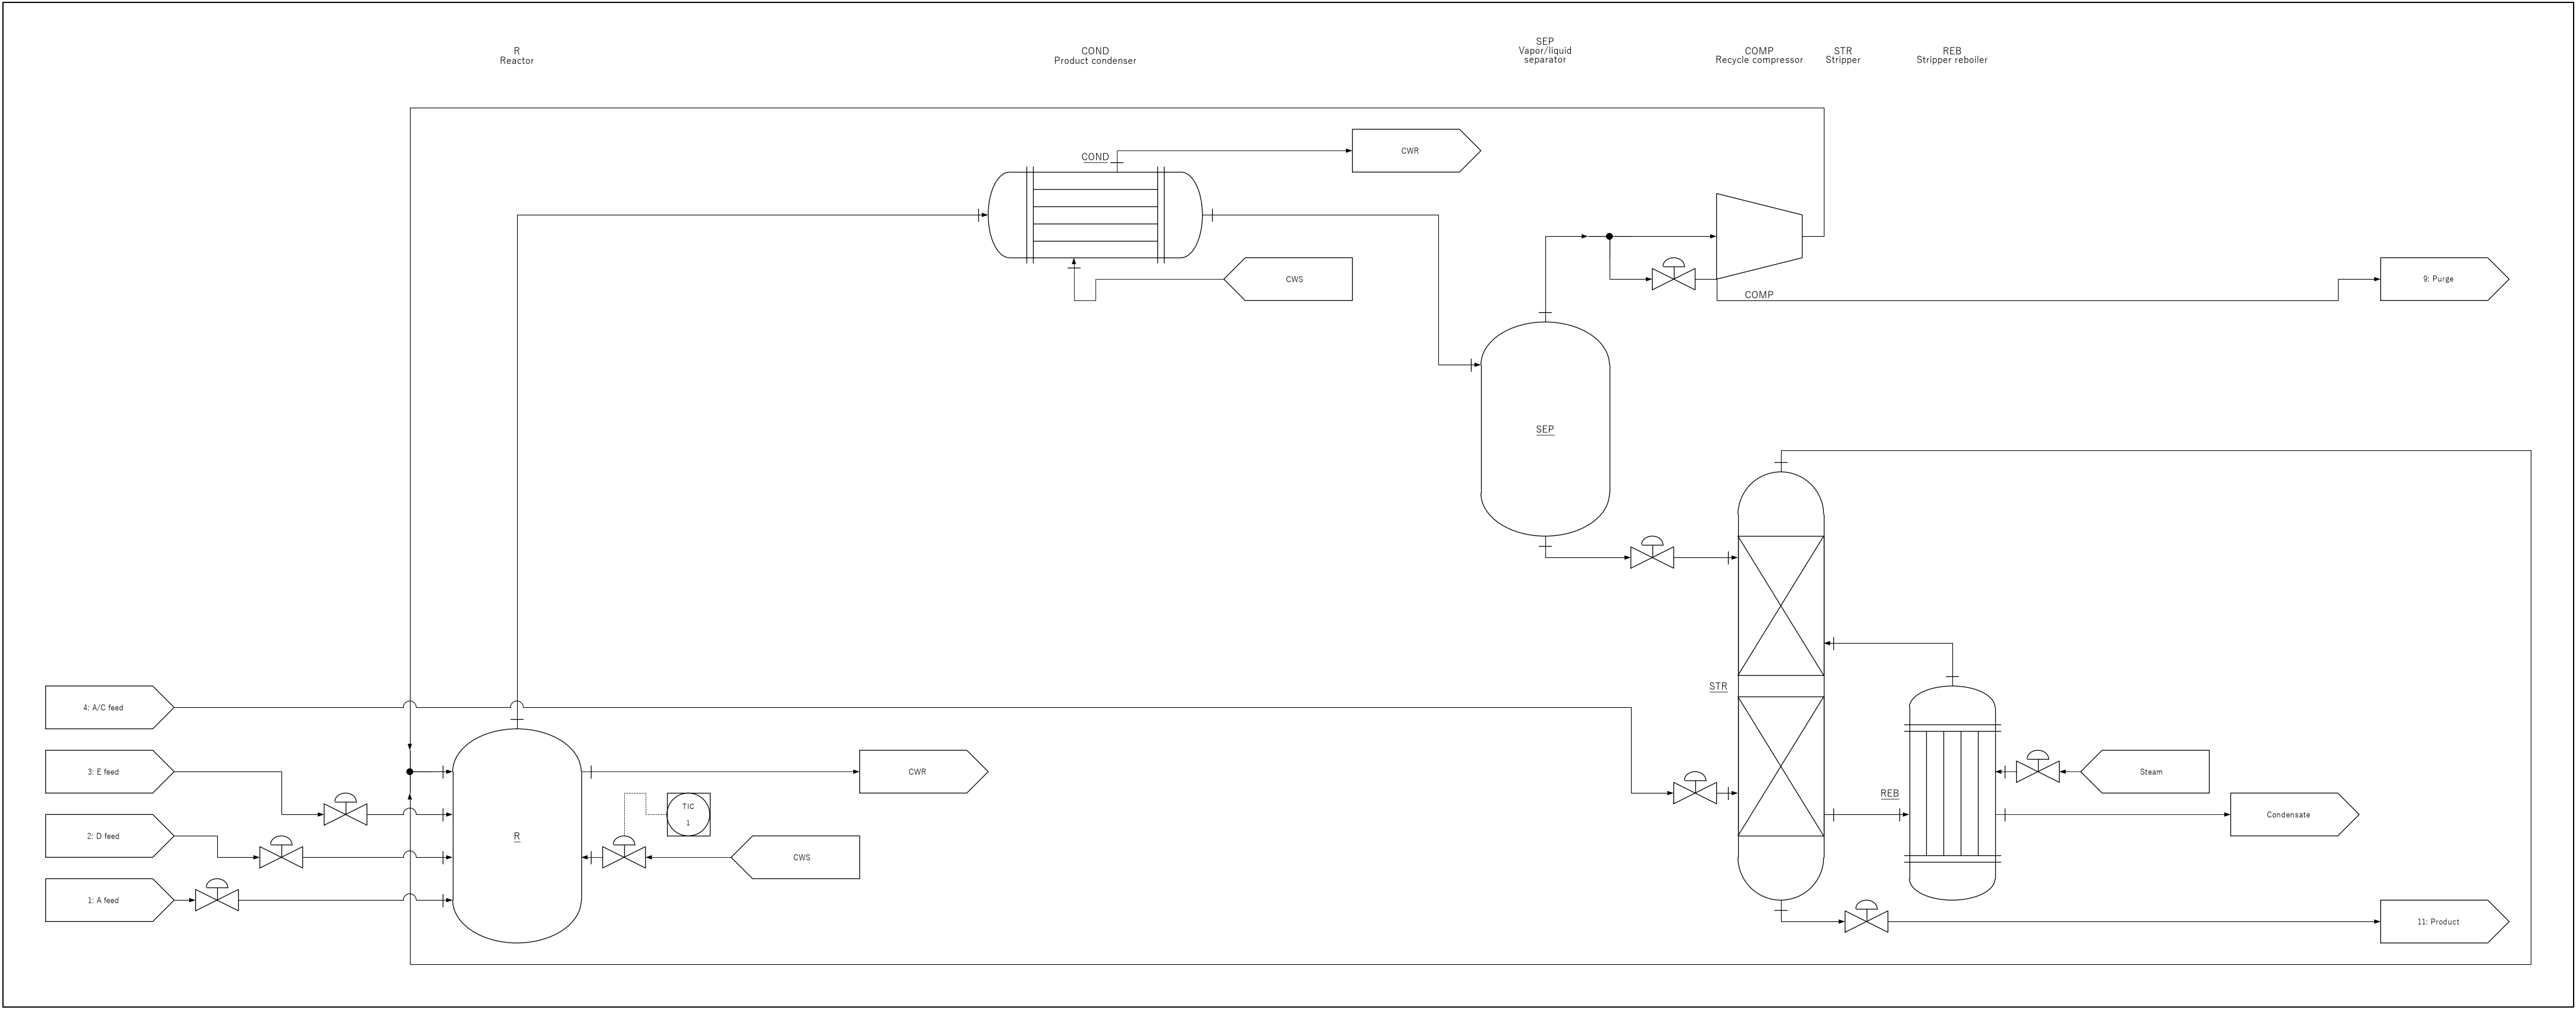 R
Reactor
COND
Product condenser
SEP
Vapor/liquid
separator
COMP
Recycle compressor
STR
Stripper
REB
Stripper reboiler
COND
CWR
CWS
COMP
9: Purge
SEP
4: A/C feed
STR
3: E feed
CWR
Steam
TIC
1
REB
Condensate
2: D feed
R
CWS
1: A feed
11: Product